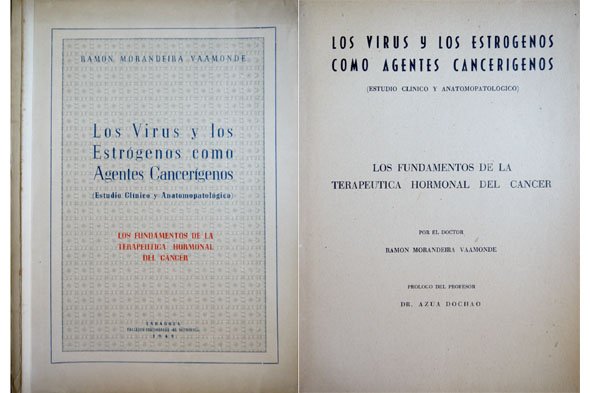 RAMON MORANDEIRA VAAMONDE
Los Virus y los
Estrógenos como
Agentes Cancerígenos
(Estudio Clínico y Anatomopatológico)
LOS FUNDAMENTOS DE LA
TERAPEUTICA HORMONAL
DEL CANCER
ZARAGOZA
LOS VIRUS y LOS ESTROGENOS
COMO AGENTES CANCERIGENOS
(ESTUDIO CLINICO Y ANATOMOPATOLOGICO)
LOS FUNDAMENTOS DE LA
TERAPEUTICA HORMONAL DEL CANCER
POR EL DOCTOR
RAMON MORANDEIRA VAAMONDE
PROLOGO DEL PROFESOR
DR. AZUA DOCHAO